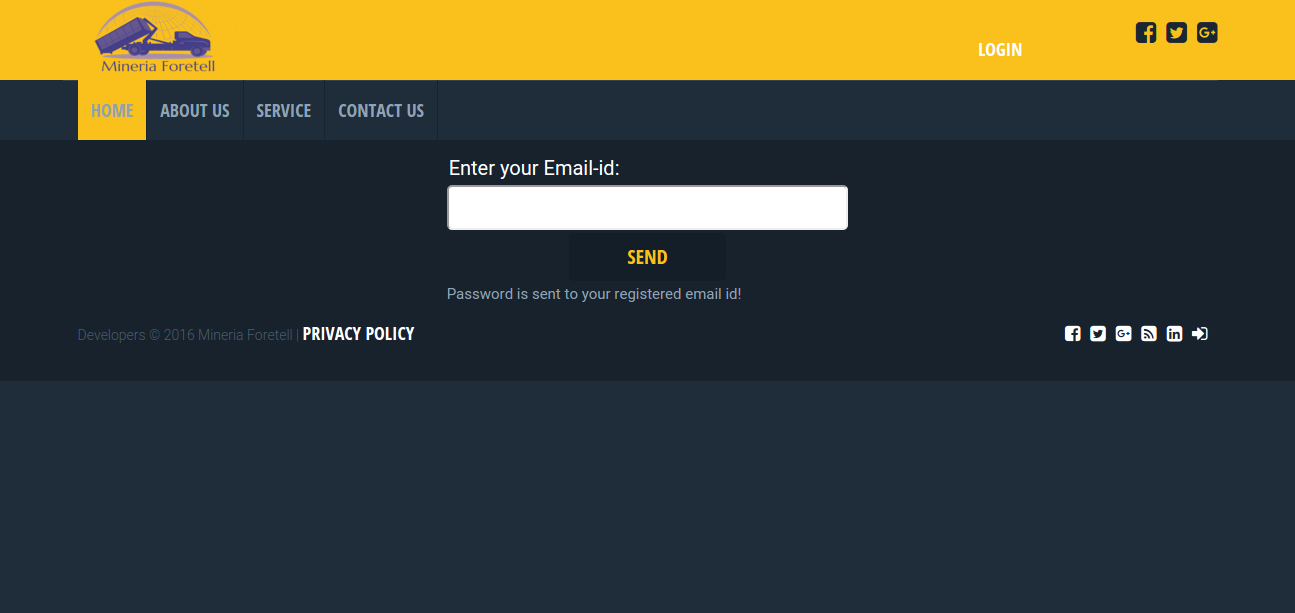 Mineria Foretell
LOGIN
HOME ABOUT US SERVICE CONTACT US
Enter your Email-id:
SEND
Password is sent to your registered email id!
Developers © 2016 Mineria Foretell | PRIVACY POLICY